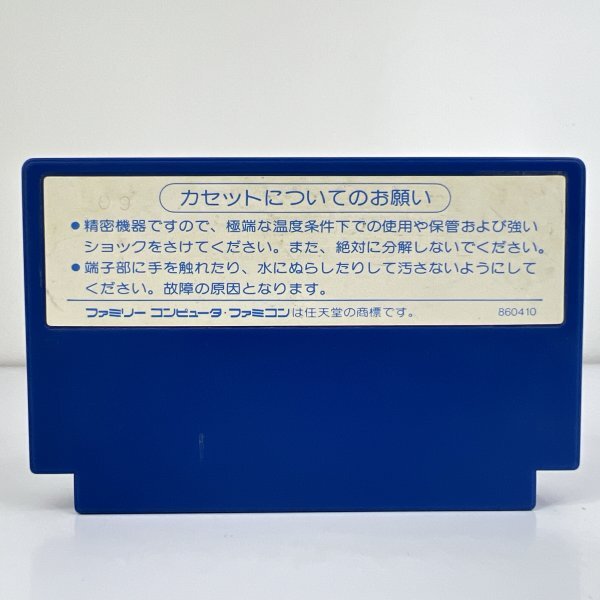 カセットについてのお願い
●精密機器ですので、極端な温度条件下での使用や保管および強い
ショックをさけてください。また、絶対に分解しないでください。
●端子部に手を触れたり、水にぬらしたりして汚さないようにして
ください。故障の原因となります。
ファミリー コンピュータ・ファミコンは任天堂の商標です。 860410